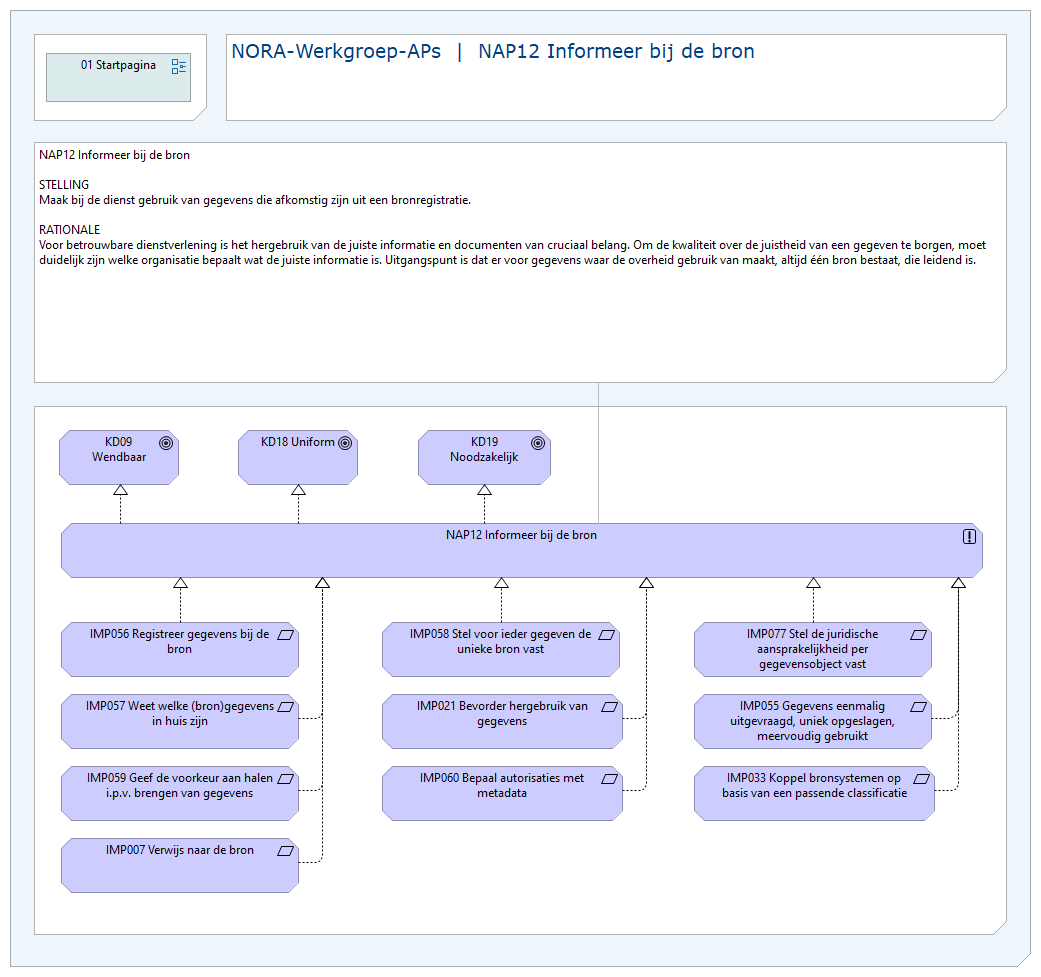 01 Startpagina
NORA-Werkgroep-APs | NAP12 Informeer bij de bron
NAP12 Informeer bij de bron
STELLING
Maak bij de dienst gebruik van gegevens die afkomstig zijn uit een bronregistratie.
RATIONALE
Voor betrouwbare dienstverlening is het hergebruik van de juiste informatie en documenten van cruciaal belang. Om de kwaliteit over de juistheid van een gegeven te borgen, moet
duidelijk zijn welke organisatie bepaalt wat de juiste informatie is. Uitgangspunt is dat er voor gegevens waar de overheid gebruik van maakt, altijd één bron bestaat, die leidend is.
KD09
Wendbaar
KD18 Uniform
KD19
Noodzakelijk
NAP12 Informeer bij de bron
IMP056 Registreer gegevens bij de
bron
IMP058 Stel voor ieder gegeven de
unieke bron vast
IMP077 Stel de juridische
aansprakelijkheid per
gegevensobject vast
IMP057 Weet welke (bron)gegevens
in huis zijn
IMP021 Bevorder hergebruik van
gegevens
IMP055 Gegevens eenmalig
uitgevraagd, uniek opgeslagen,
meervoudig gebruikt
IMP059 Geef de voorkeur aan halen
i.p.v. brengen van gegevens
IMP060 Bepaal autorisaties met
metadata
IMP033 Koppel bronsystemen op
basis van een passende classificatie
IMP007 Verwijs naar de bron